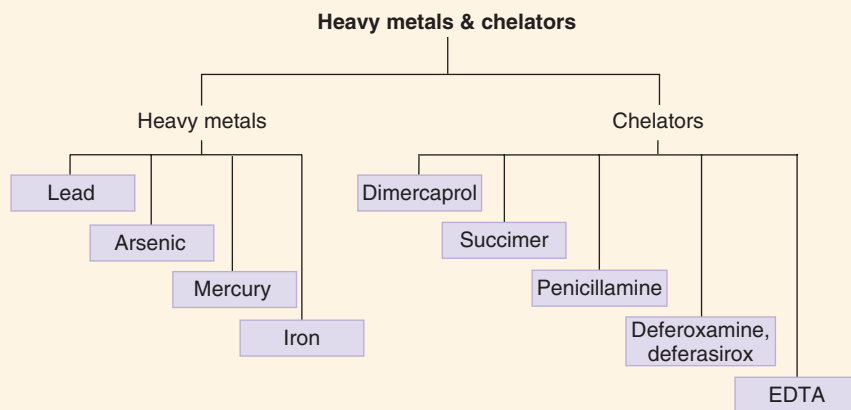 Heavy metals & chelators
Heavy metals
Chelators
Lead
Arsenic
Mercury
Iron
Dimercaprol
Succimer
Penicillamine
Deferoxamine,
deferasirox
EDTA